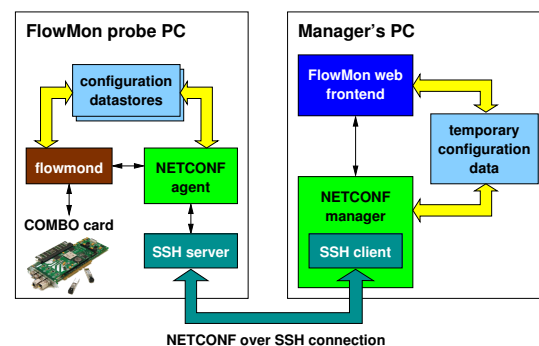 FlowMon probe PC
configuration
datastores
flowmond
NETCONF
agent
COMBO card
SSH server
Manager's PC
FlowMon web
frontend
temporary
configuration
data
NETCONF
manager
SSH client
NETCONF over SSH connection